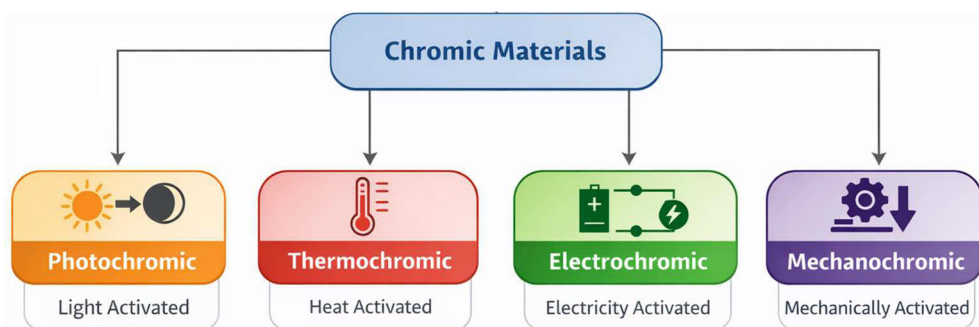 Chromic Materials
Photochromic
Thermochromic
Electrochromic
Mechanochromic
Light Activated
Heat Activated
Electricity Activated
Mechanically Activated